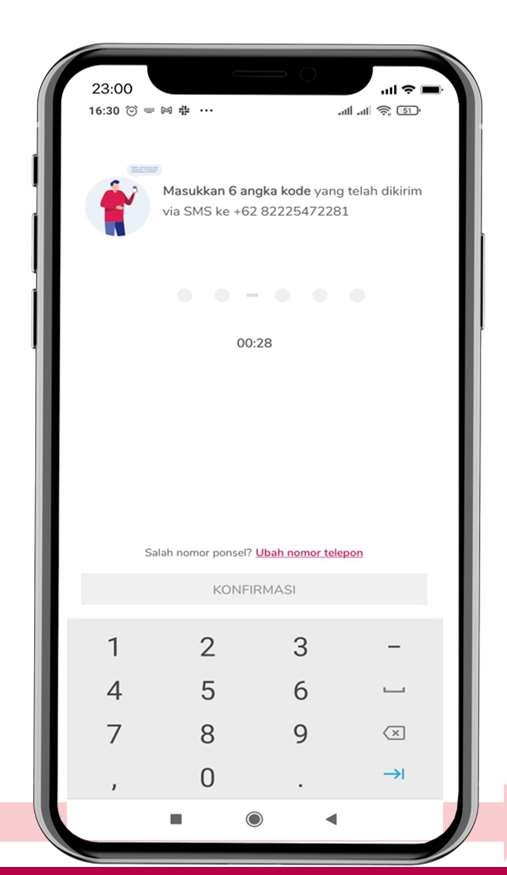 23:00
16:30
51
Masukkan 6 angka kode yang telah dikirim
via SMS ke +62 82225472281
00:28
Salah nomor ponsel? Ubah nomor telepon
KONFIRMASI
1 2 3 -
4 5 6
7 8 9
, 0 .